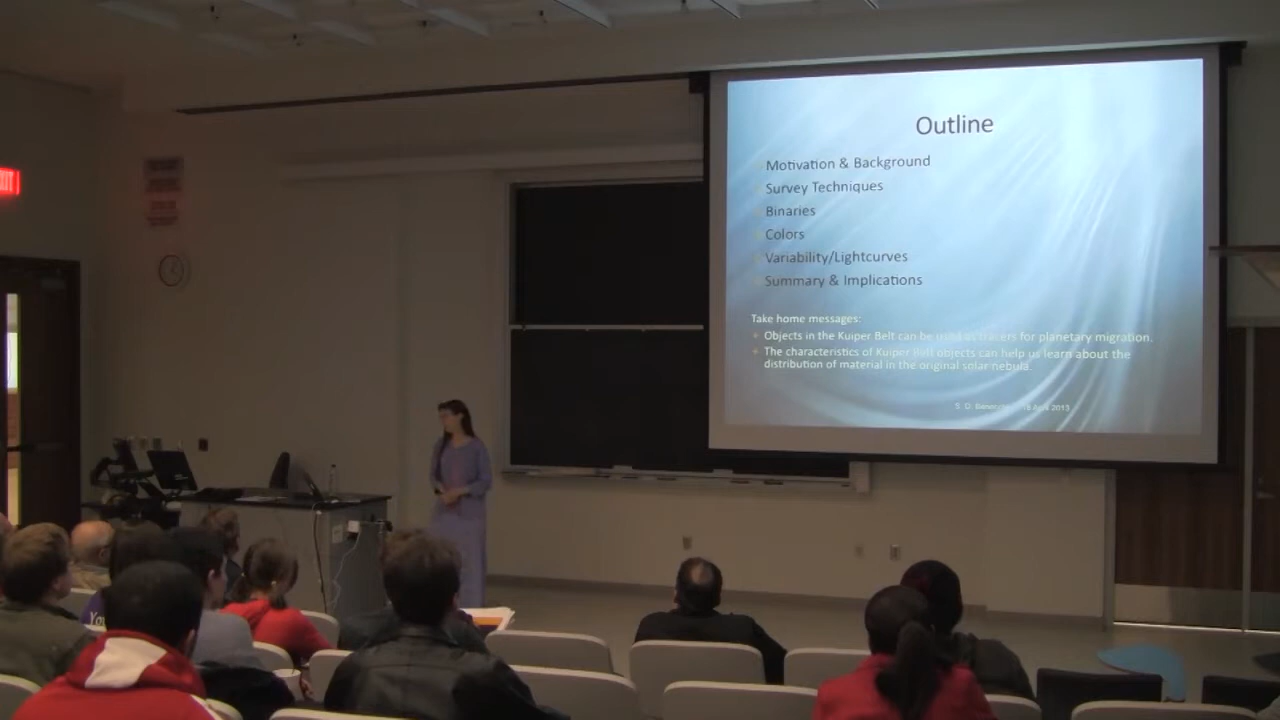 EXIT
Outline
Motivation & Background
Survey Techniques
Binaries
Colors
Variability/Lightcurves
Summary & Implications
Take home messages:
Objects in the Kuiper Belt can be used as tracers for planetary migration.
The characteristics of Kuiper Belt objects can help us learn about the
distribution of material in the original solar nebula.
S. D. 2013